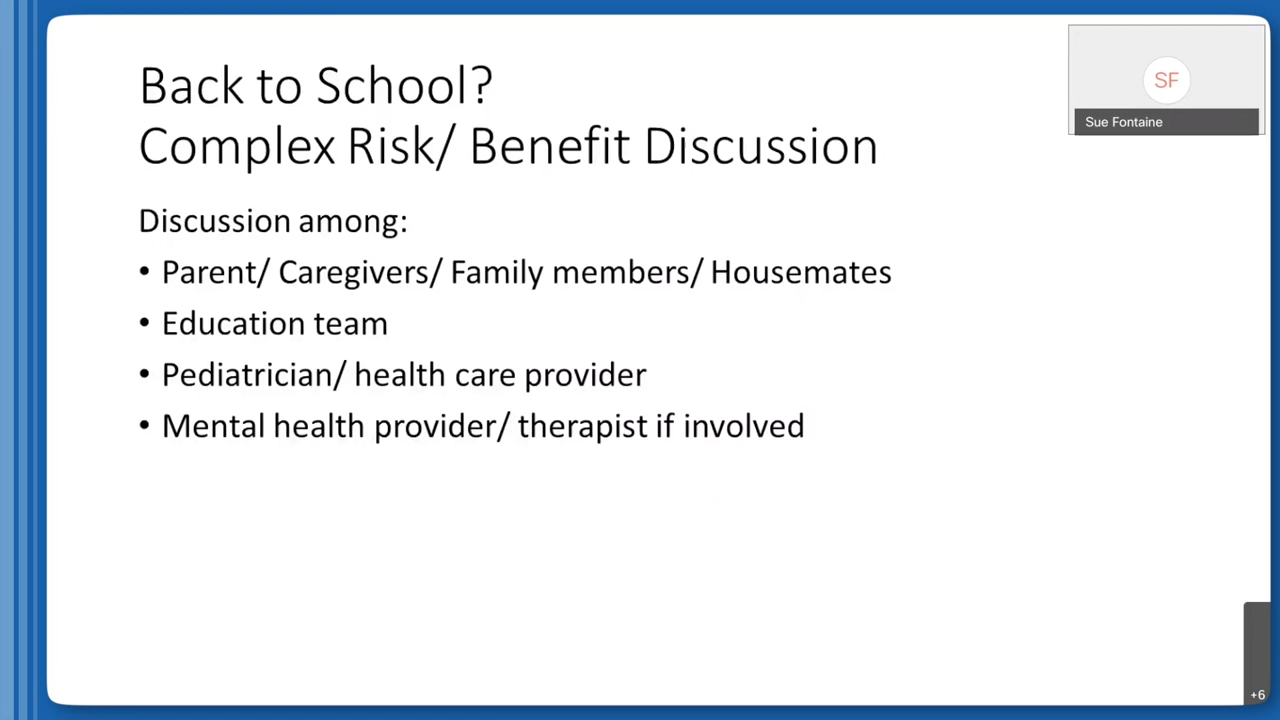 Back to School?
Complex Risk/ Benefit Discussion
Discussion among:
• Parent/ Caregivers/ Family members/ Housemates
• Education team
• Pediatrician/ health care provider
• Mental health provider/ therapist if involved
SF
Sue Fontaine
+6